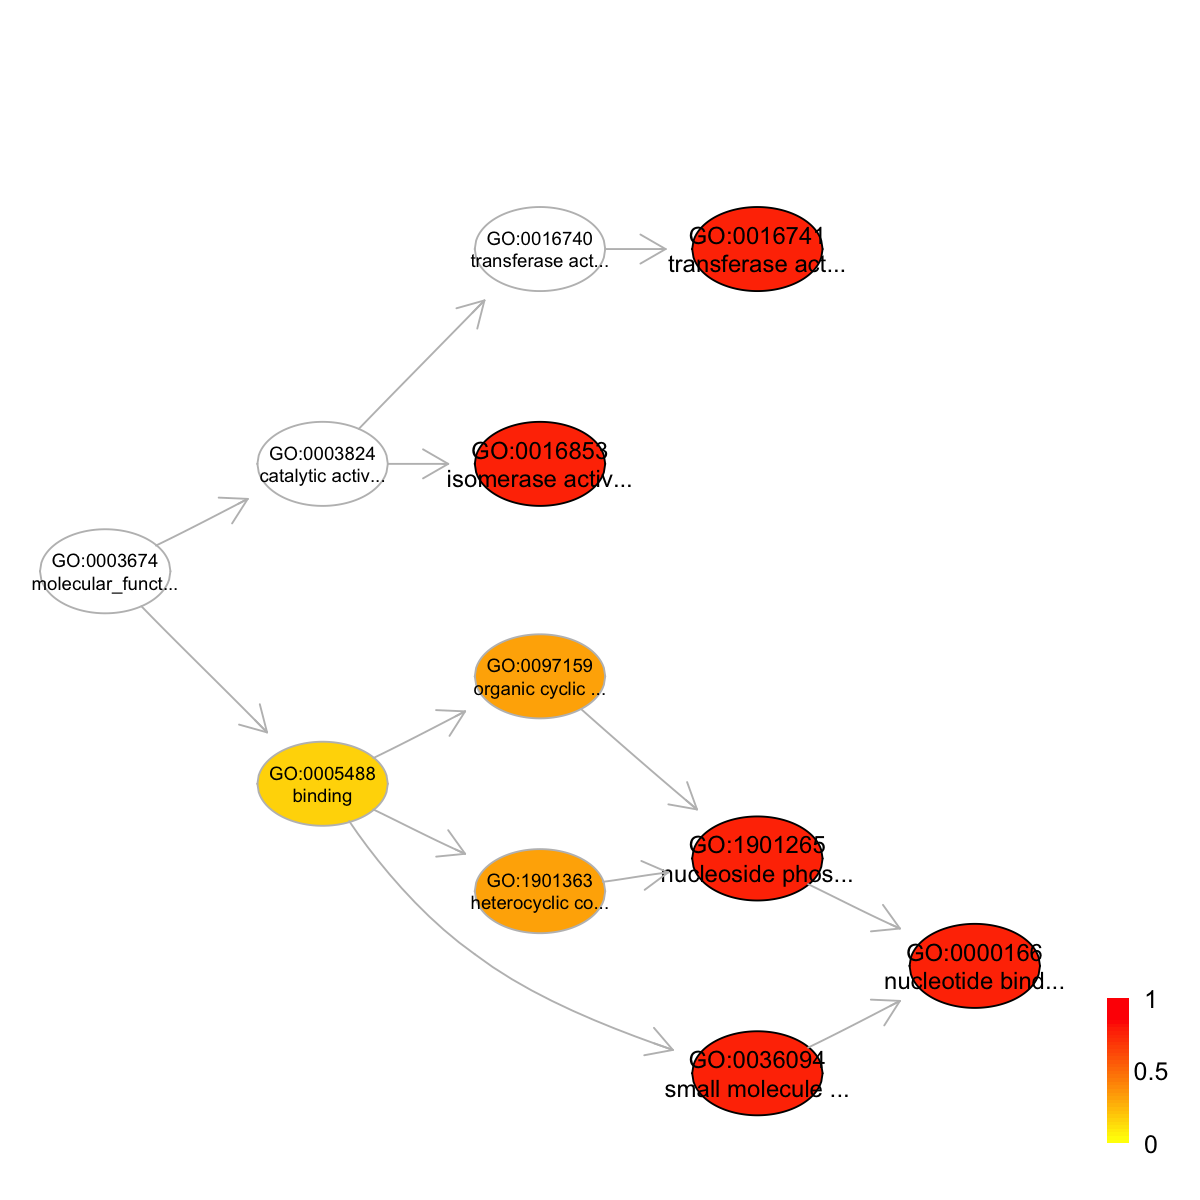 GO:0016740
transferase act...
GO:0016741
transferase act...
GO:0003824
catalytic activ...
GO:0016853
isomerase activ...
GO:0003674
molecular_funct...
GO:0097159
organic cyclic ...
GO:0005488
binding
GO:1901265
nucleoside phos...
GO:1901363
heterocyclic co...
GO:0000166
nucleotide bind...
GO:0036094
small molecule ...
1
0.5
0